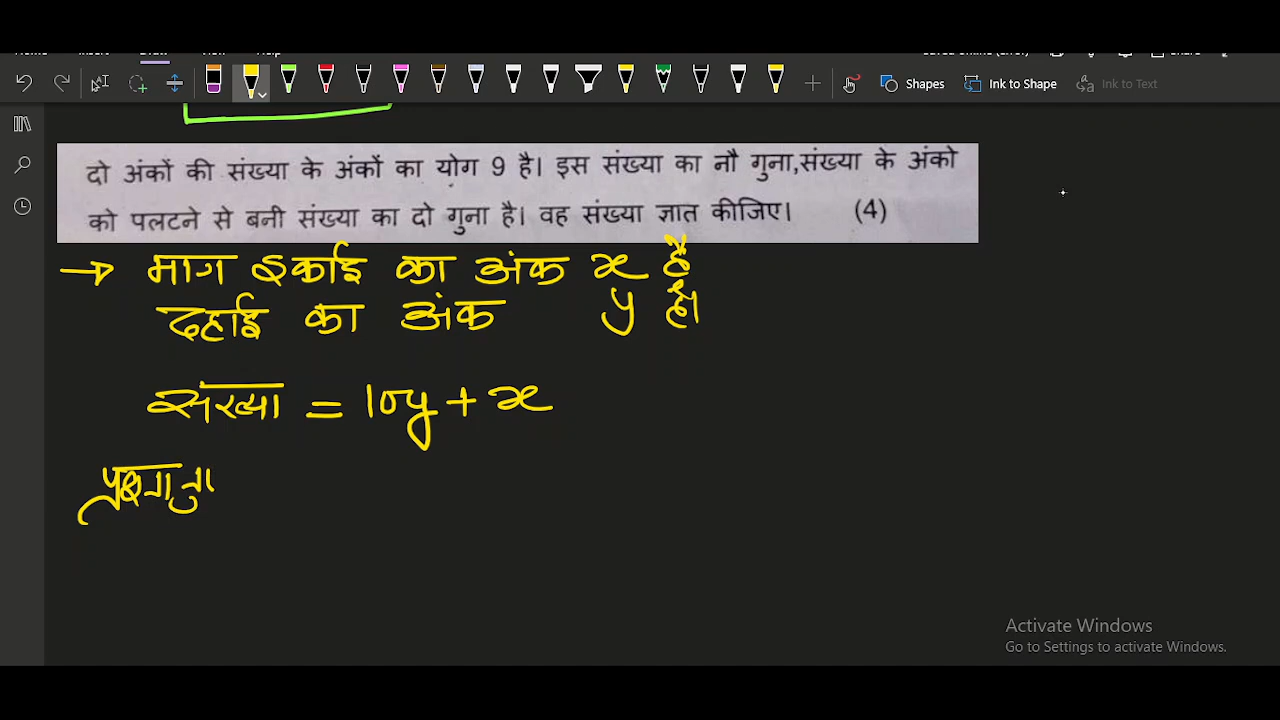 Shapes Ink to Shape Ink to Text
दो अंकों की संख्या के अंकों का योग 9 है। इस संख्या का नौ गुना,संख्या के अंको
को पलटने से बनी संख्या का दो गुना है। वह संख्या ज्ञात कीजिए। (4)
→ माना इकाई का अंक x है
दहाई का अंक y है।
संख्या = 10y + x
Activate Windows
Go to Settings to activate Windows.